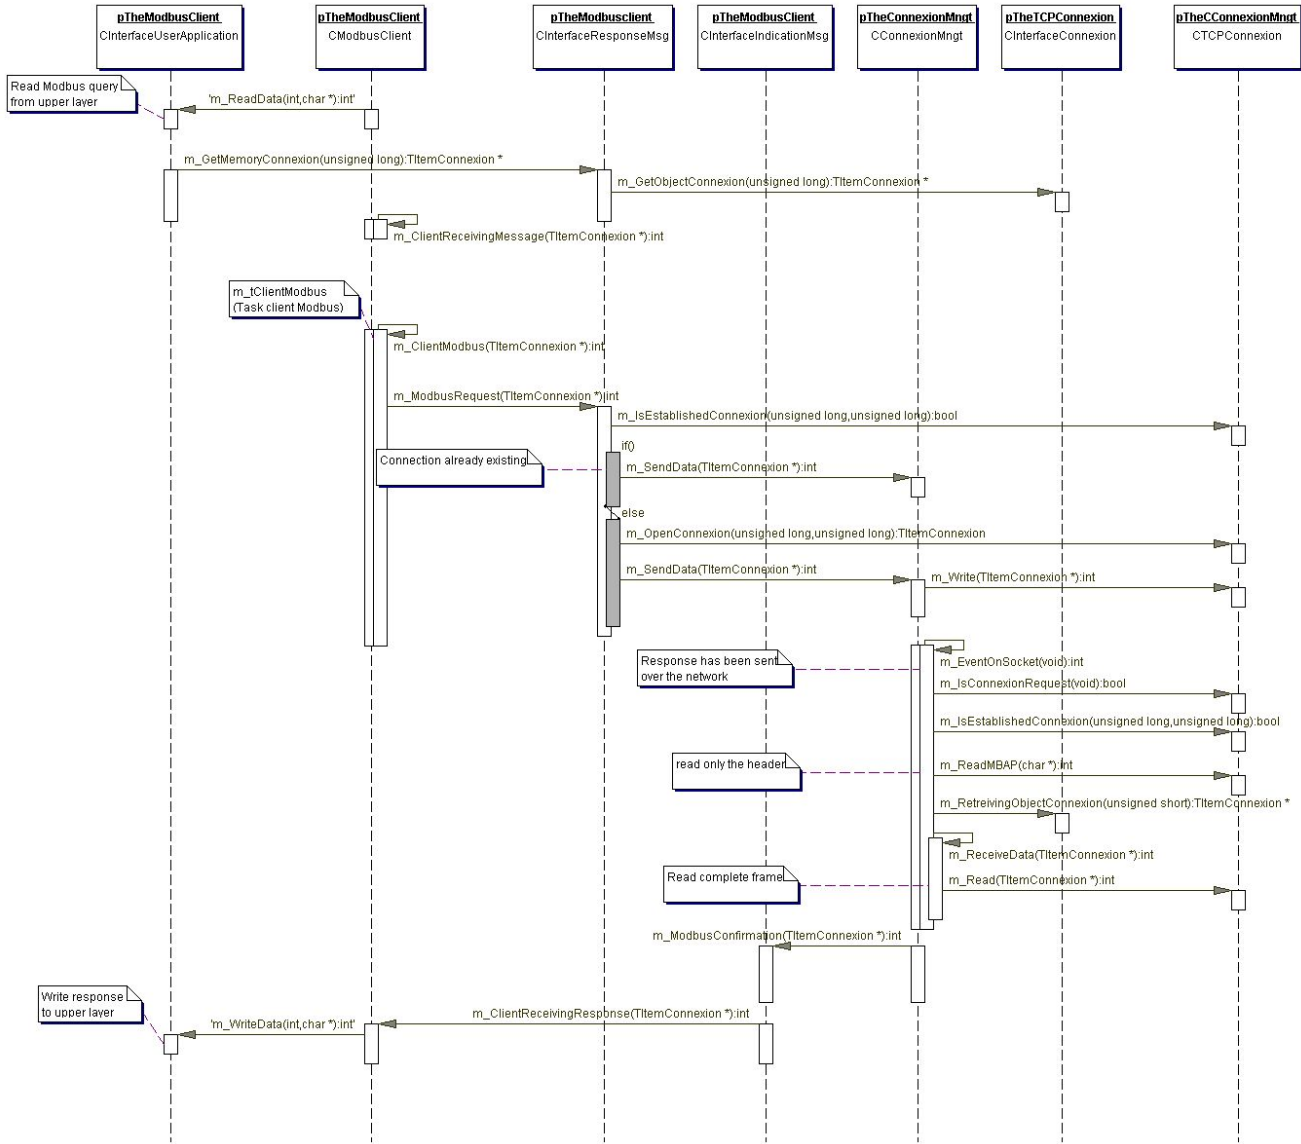 pTheModbusClient
CInterfaceUserApplication
pTheModbusClient
CModbusClient
pTheModbusclient
CInterfaceResponseMsg
pTheModbusClient
CInterfaceIndicationMsg
pTheConnexionMngt
CConnexionMngt
pTheTCPConnexion
CInterfaceConnexion
pTheCConnexionMngt
CTCPConnexion
Read Modbus query
from upper layer
'm_ReadData(int,char *):int'
m_GetMemoryConnexion(unsigned long):TItemConnexion *
m_GetObjectConnexion(unsigned long):TItemConnexion *
m_ClientReceivingMessage(TItemConnexion *):int
m_tClientModbus
(Task client Modbus)
m_ClientModbus(TItemConnexion *):int
m_ModbusRequest(TItemConnexion *):int
m_IsEstablishedConnexion(unsigned long,unsigned long):bool
if()
Connection already existing
m_SendData(TItemConnexion *):int
else
m_OpenConnexion(unsigned long,unsigned long):TItemConnexion
m_SendData(TItemConnexion *):int
m_Write(TItemConnexion *):int
Response has been sent
over the network
m_EventOnSocket(void):int
m_IsConnexionRequest(void):bool
m_IsEstablishedConnexion(unsigned long,unsigned long):bool
read only the header
m_ReadMBAP(char *):int
m_RetreivingObjectConnexion(unsigned short):TItemConnexion *
m_ReceiveData(TItemConnexion *):int
Read complete frame
m_Read(TItemConnexion *):int
m_ModbusConfirmation(TItemConnexion *):int
Write response
to upper layer
m_ClientReceivingResponse(TItemConnexion *):int
'm_WriteData(int,char *):int'